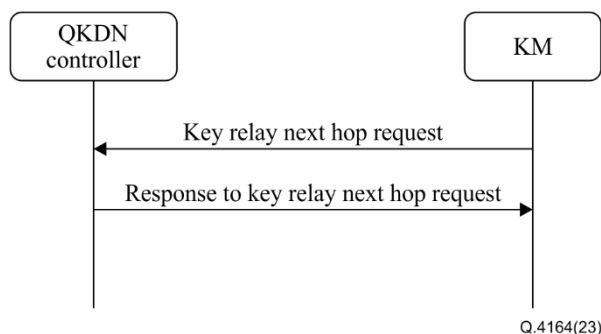 QKDN
controller
KM
Key relay next hop request
Response to key relay next hop request
Q.4164(23)